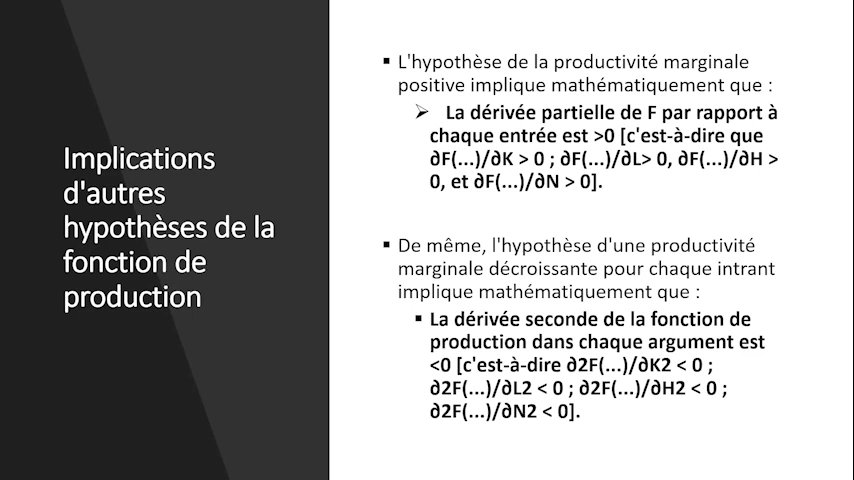 Implications
d'autres
hypothèses de la
fonction de
production
▪ L'hypothèse de la productivité marginale
positive implique mathématiquement que :
➢ La dérivée partielle de F par rapport à
chaque entrée est >0 [c'est-à-dire que
∂F(...)/∂K > 0 ; ∂F(...)/∂L> 0, ∂F(...)/∂H >
0, et ∂F(...)/∂N > 0].
▪ De même, l'hypothèse d'une productivité
marginale décroissante pour chaque intrant
implique mathématiquement que :
▪ La dérivée seconde de la fonction de
production dans chaque argument est
<0 [c'est-à-dire ∂2F(...)/∂K2 < 0 ;
∂2F(...)/∂L2 < 0 ; ∂2F(...)/∂H2 < 0 ;
∂2F(...)/∂N2 < 0].